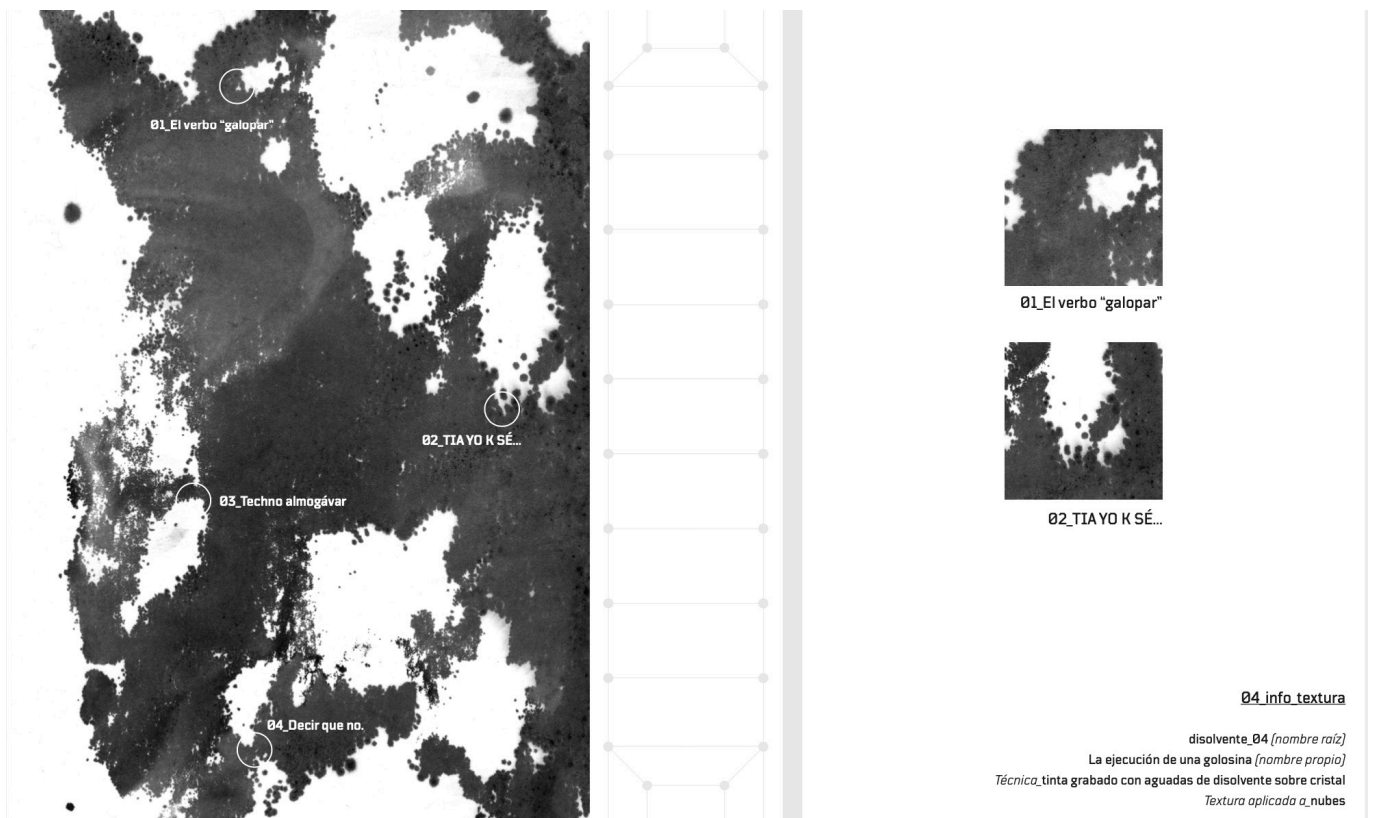 01_El verbo “galopar”
02_TIA YO K SÉ...
03_Techno almogávar
04_Decir que no.
01_El verbo “galopar”
02_TIA YO K SÉ...
04_info_textura
disolvente_04 (nombre raíz)
La ejecución de una golosina (nombre propio)
Técnica_tinta grabado con aguadas de disolvente sobre cristal
Textura aplicada a_nubes